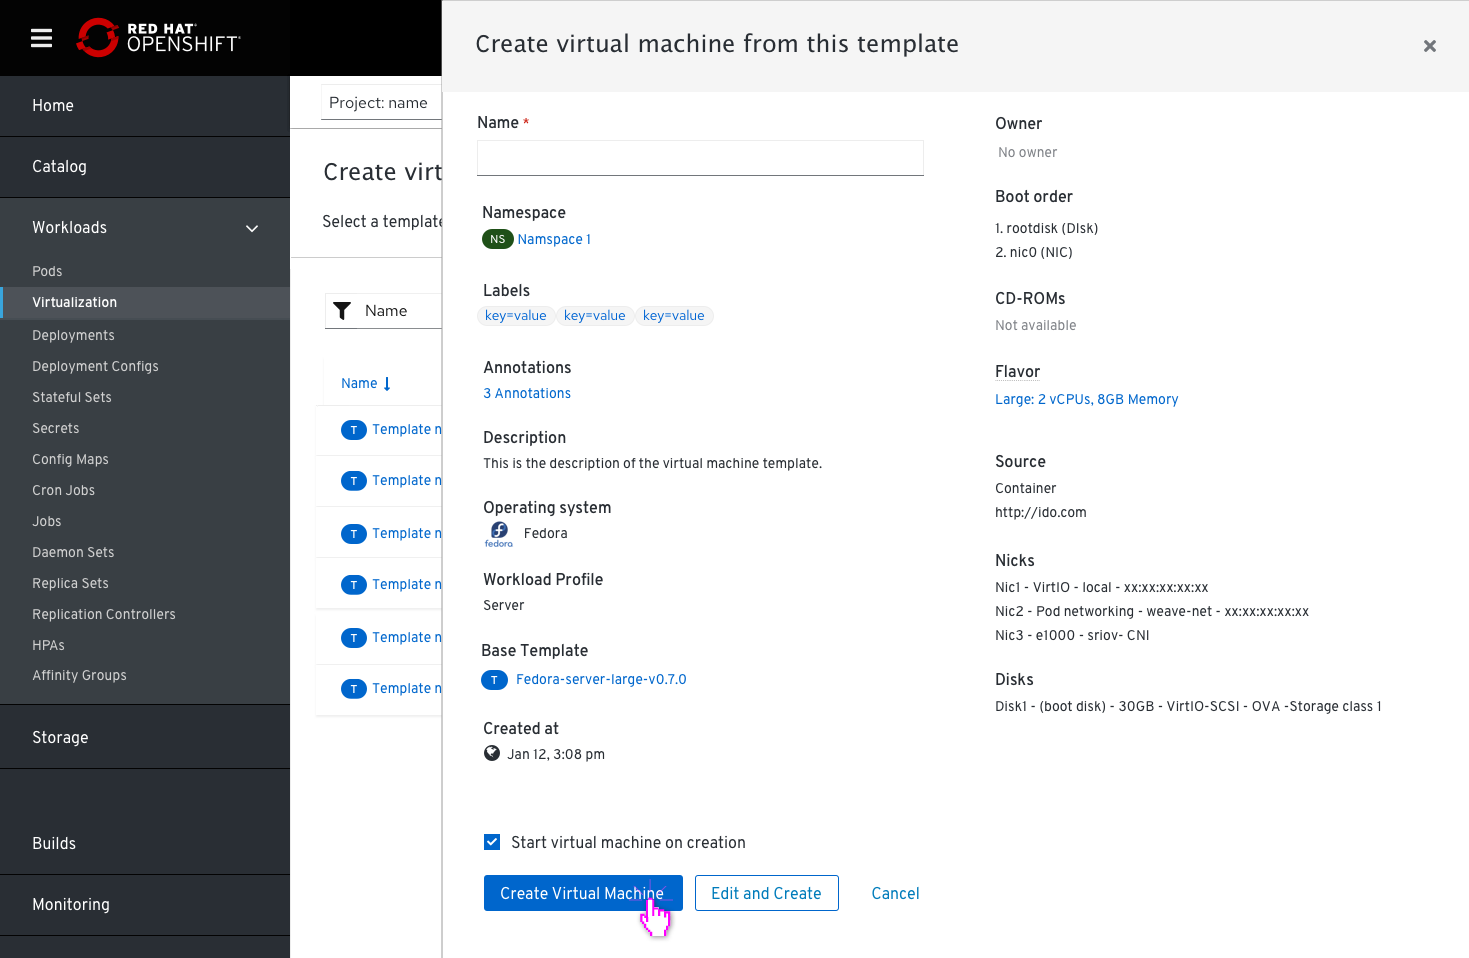 RED HAT
OPENSHIFT
Home
Catalog
Workloads
Pods
Virtualization
Deployments
Deployment Configs
Stateful Sets
Secrets
Config Maps
Cron Jobs
Jobs
Daemon Sets
Replica Sets
Replication Controllers
HPAs
Affinity Groups
Storage
Builds
Monitoring
Project: name
Create virt
Select a template
Name
Name
T Template n
T Template n
T Template n
T Template n
T Template n
T Template n
Create virtual machine from this template
Name *
Namespace
NS Namspace 1
Labels
key=value key=value key=value
Annotations
3 Annotations
Description
This is the description of the virtual machine template.
Operating system
fedora Fedora
Workload Profile
Server
Base Template
T Fedora-server-large-v0.7.0
Created at
Jan 12, 3:08 pm
Start virtual machine on creation
Create Virtual Machine Edit and Create Cancel
Owner
No owner
Boot order
1. rootdisk (DIsk)
2. nic0 (NIC)
CD-ROMs
Not available
Flavor
Large: 2 vCPUs, 8GB Memory
Source
Container
http://ido.com
Nicks
Nic1 - VirtIO - local - xx:xx:xx:xx:xx
Nic2 - Pod networking - weave-net - xx:xx:xx:xx:xx
Nic3 - e1000 - sriov- CNI
Disks
Disk1 - (boot disk) - 30GB - VirtIO-SCSI - OVA -Storage class 1